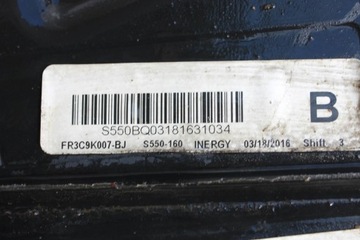 B
S550BQ03181631034
FR3C9K007-BJ S550-160 INERGY 03/18/2016 Shift 3